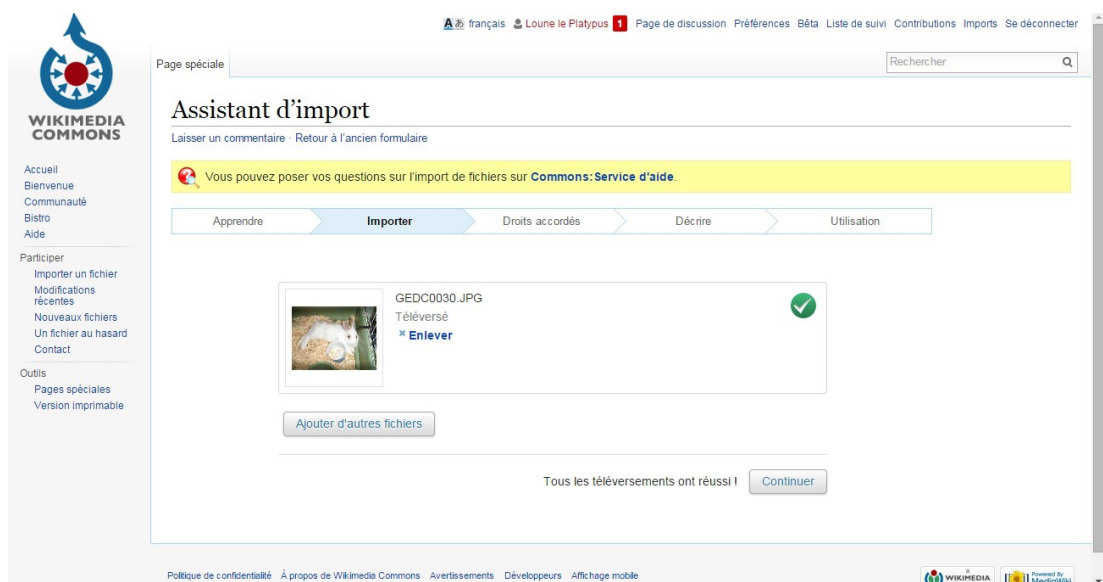 Aあ français Loune le Platypus 1 Page de discussion Préférences Bêta Liste de suivi Contributions Imports Se déconnecter
Page spéciale
Rechercher
WIKIMEDIA
COMMONS
Assistant d'import
Laisser un commentaire · Retour à l'ancien formulaire
Vous pouvez poser vos questions sur l'import de fichiers sur Commons:Service d'aide.
Apprendre Importer Droits accordés Décrire Utilisation
Accueil
Bienvenue
Communauté
Bistro
Aide
Participer
Importer un fichier
Modifications
récentes
Nouveaux fichiers
Un fichier au hasard
Contact
Outils
Pages spéciales
Version imprimable
GEDC0030.JPG
Téléversé
Enlever
Ajouter d'autres fichiers
Tous les téléversements ont réussi ! Continuer
Politique de confidentialité À propos de Wikimedia Commons Avertissements Développeurs Affichage mobile
a
WIKIMEDIA
Powered By
MediaWiki